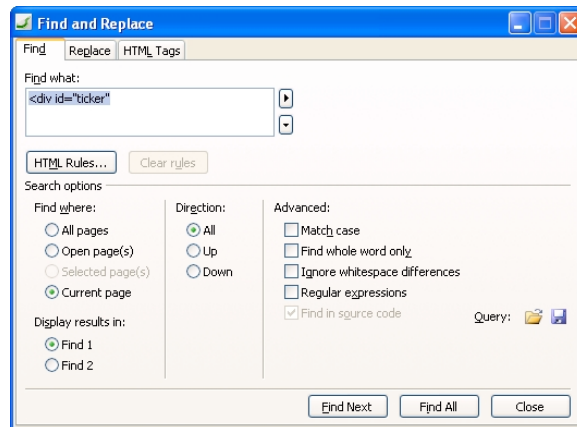 Find and Replace
Find Replace HTML Tags
Find what:
<div id="ticker"
HTML Rules... Clear rules
Search options
Find where: Direction: Advanced:
All pages All Match case
Open page(s) Up Find whole word only
Selected page(s) Down Ignore whitespace differences
Current page Regular expressions
Find in source code Query:
Display results in:
Find 1
Find 2
Find Next Find All Close